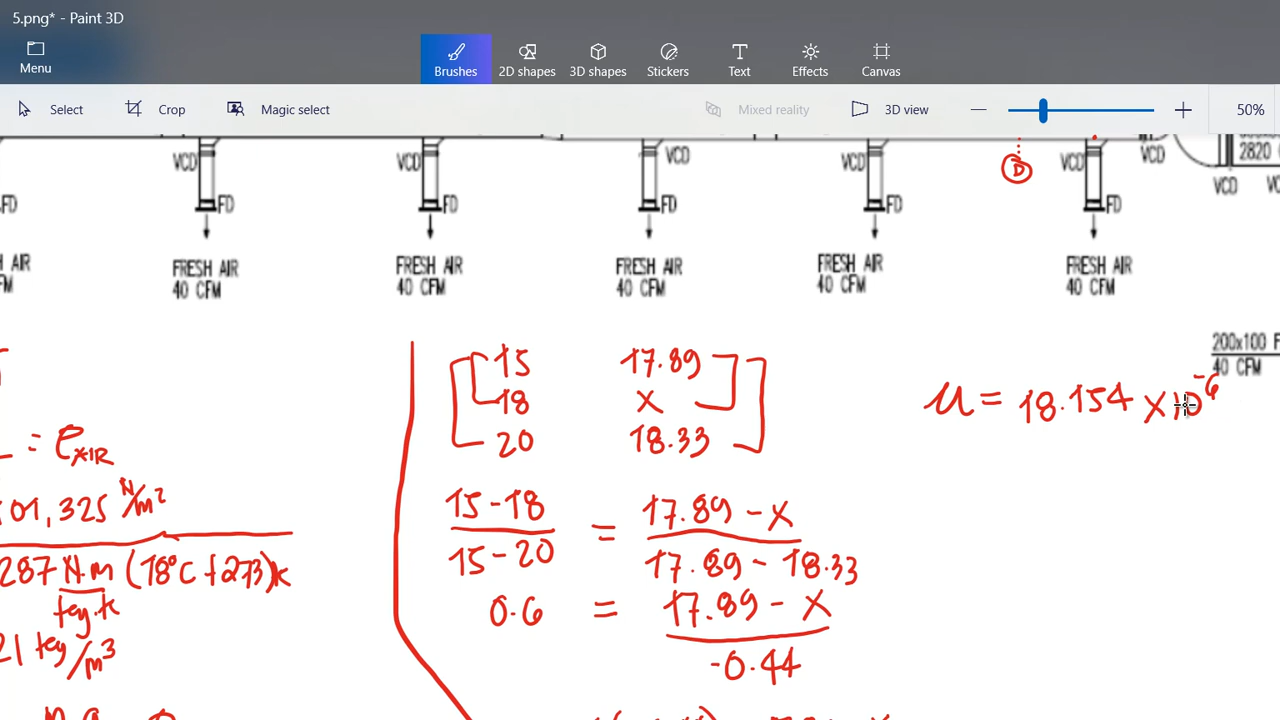 5.png* - Paint 3D
Menu
Brushes
2D shapes
3D shapes
Stickers
Text
Effects
Canvas
Select
Crop
Magic select
Mixed reality
3D view
50%
VCD
VCD
VCD
VCD
VCD
VCD
VCD
2820
D
FD
FD
FD
FD
FD
FD
AIR
FRESH AIR
40 CFM
FRESH AIR
40 CFM
FRESH AIR
40 CFM
FRESH AIR
40 CFM
FRESH AIR
40 CFM
200x100 F
40 CFM
15 17.89
18 x
20 18.33
μ = 18.154 x 10⁻⁶
= ρ AIR
01,325 N/m²
287 N.m (18°C + 273)K
kg.k
21 kg/m³
15 - 18 = 17.89 - x
15 - 20 17.89 - 18.33
0.6 = 17.89 - x
-0.44